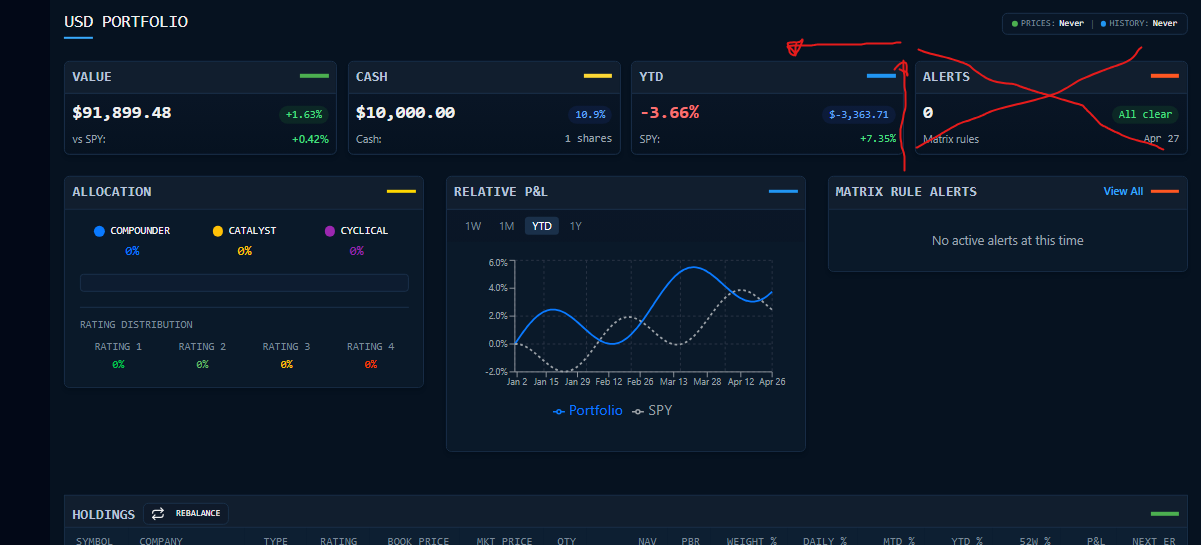 USD PORTFOLIO
PRICES: Never | HISTORY: Never
VALUE
$91,899.48
+1.63%
vs SPY:
+0.42%
CASH
$10,000.00
10.9%
Cash:
1 shares
YTD
-3.66%
$-3,363.71
SPY:
+7.35%
ALERTS
0
All clear
Matrix rules
Apr 27
ALLOCATION
COMPOUNDER CATALYST CYCLICAL
0% 0% 0%
RATING DISTRIBUTION
RATING 1 RATING 2 RATING 3 RATING 4
0% 0% 0% 0%
RELATIVE P&L
1W 1M YTD 1Y
6.0%
4.0%
2.0%
0.0%
-2.0%
Jan 2 Jan 15 Jan 29 Feb 12 Feb 26 Mar 13 Mar 28 Apr 12 Apr 26
Portfolio SPY
MATRIX RULE ALERTS
View All
No active alerts at this time
HOLDINGS REBALANCE
SYMBOL COMPANY TYPE RATING BOOK PRICE MKT PRICE QTY NAV PBR WEIGHT % DAILY % MTD % YTD % 52W % P&L NEXT ER